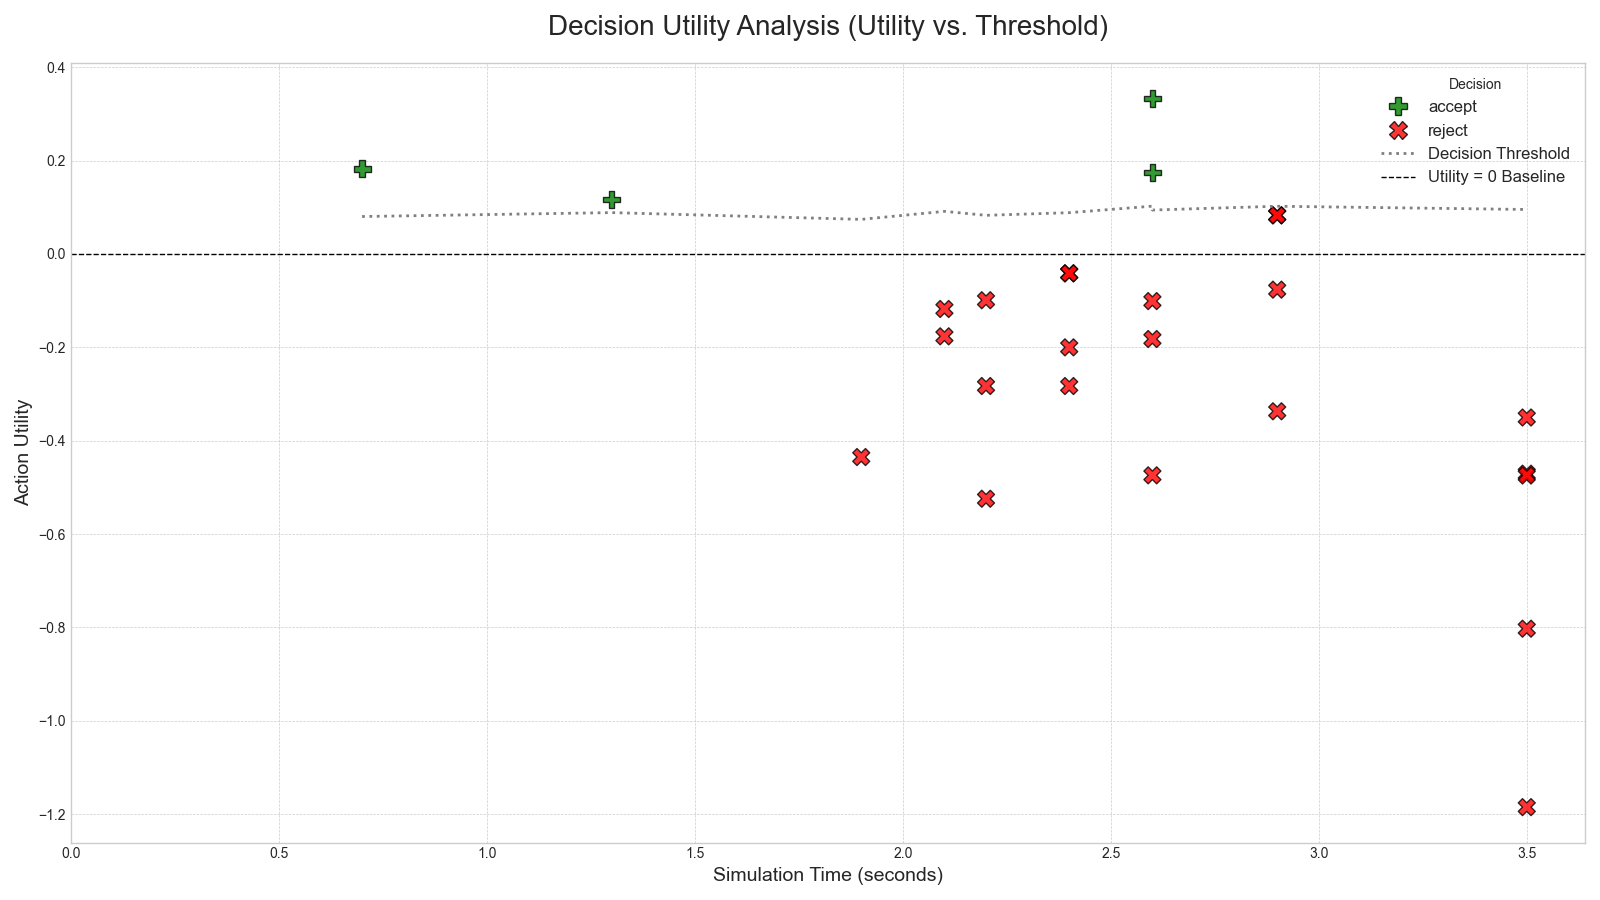 Decision Utility Analysis (Utility vs. Threshold)
Decision
accept
reject
Decision Threshold
Utility = 0 Baseline
Action Utility
0.4
0.2
0.0
−0.2
−0.4
−0.6
−0.8
−1.0
−1.2
0.0 0.5 1.0 1.5 2.0 2.5 3.0 3.5
Simulation Time (seconds)